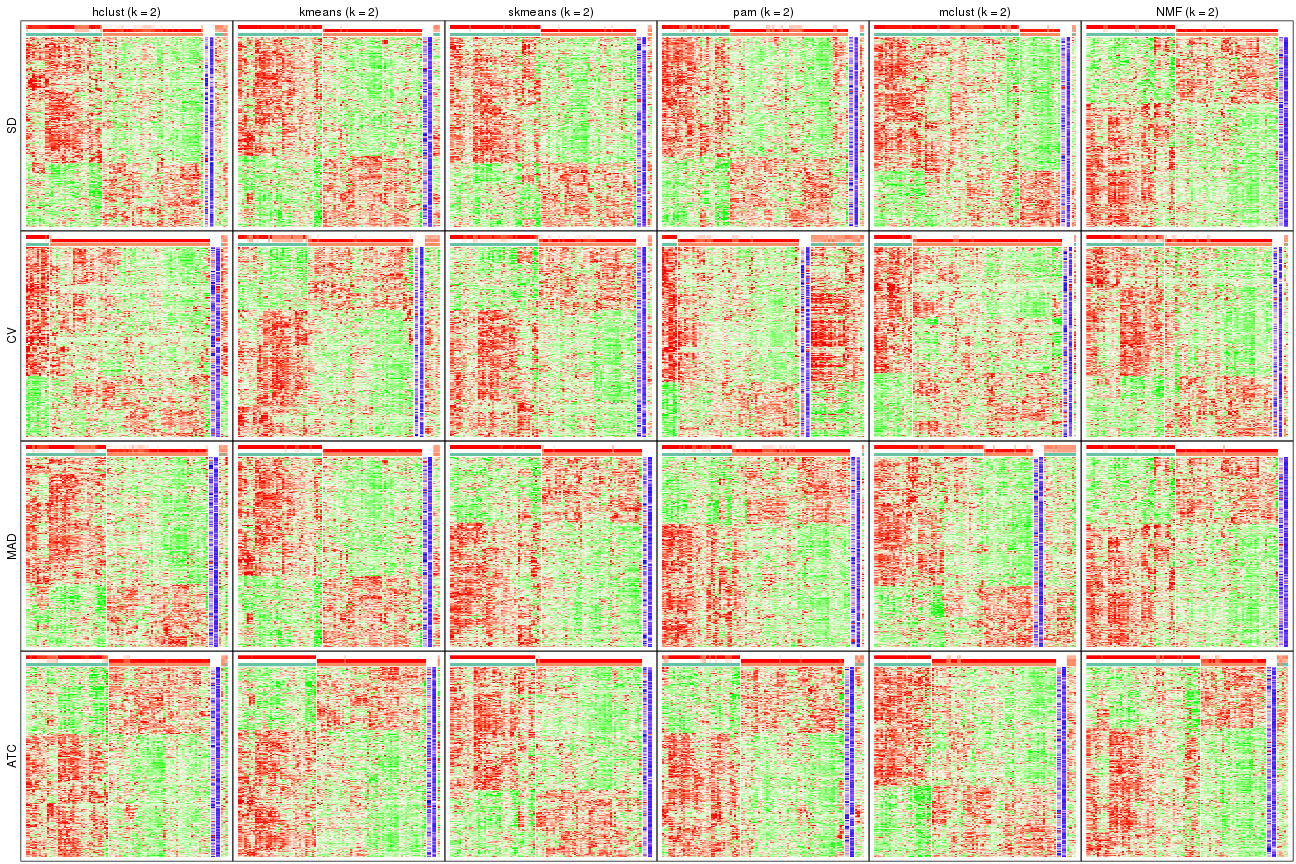 hclust (k = 2) kmeans (k = 2) skmeans (k = 2) pam (k = 2) mclust (k = 2) NMF (k = 2)
SD
CV
MAD
ATC